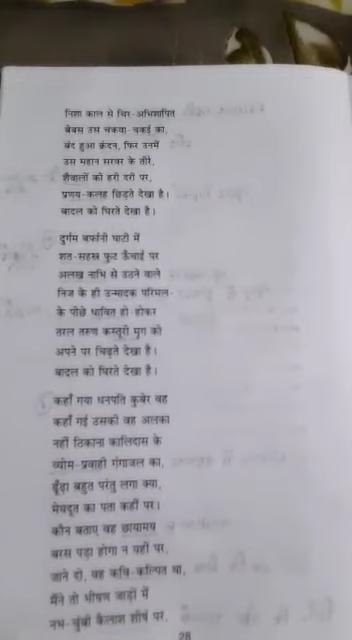 निशा काल से चिर-अभिशापित
बेबस उस चकवा-चकई का,
बंद हुआ क्रंदन, फिर उनमें
उस महान सरवर के तीरे,
शैवालों की हरी दरी पर,
प्रणय-कलह छिड़ते देखा है।
बादल को घिरते देखा है।
दुर्गम बर्फानी घाटी में
शत-सहस्र फुट ऊँचाई पर
अलख नाभि से उठने वाले
निज के ही उन्मादक परिमल-
के पीछे धावित हो होकर
तरल तरुण कस्तूरी मृग को
अपने पर चिढ़ते देखा है।
बादल को घिरते देखा है।
कहाँ गया धनपति कुबेर वह
कहाँ गई उसकी वह अलका
नहीं ठिकाना कालिदास के
व्योम-प्रवाही गंगाजल का,
ढूँढ़ा बहुत परंतु लगा क्या,
मेघदूत का पता कहीं पर।
कौन बताए वह छायामय
बरस पड़ा होगा न यहीं पर,
जाने दो, वह कवि-कल्पित था,
मैंने तो भीषण जाड़ों में
नभ-चुंबी कैलाश शीर्ष पर,
28